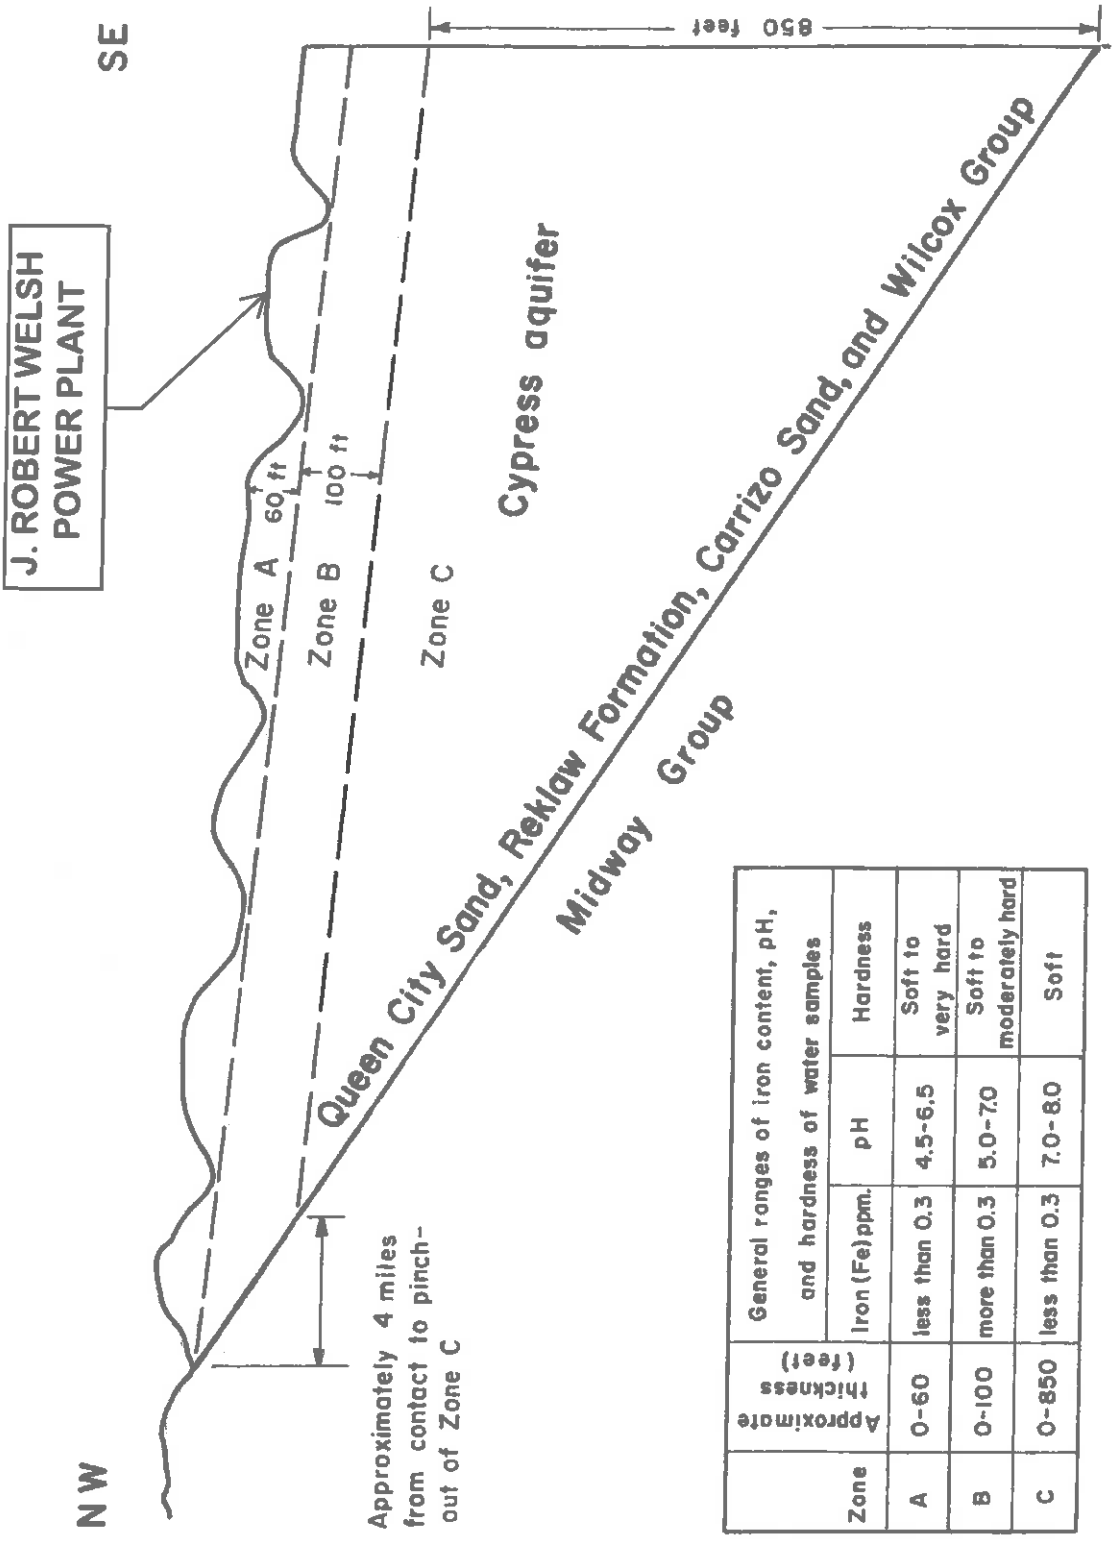 NW
SE
J. ROBERT WELSH
POWER PLANT
Zone A
60 ft
Zone B
100 ft
Zone C
Cypress aquifer
850 feet
Queen City Sand, Reklaw Formation, Carrizo Sand, and Wilcox Group
Midway Group
Approximately 4 miles
from contact to pinch-
out of Zone C
Zone
Approximate
thickness
(feet)
General ranges of iron content, pH,
and hardness of water samples
Iron (Fe) ppm.
pH
Hardness
A
0-60
less than 0.3
4.5-6.5
Soft to
very hard
B
0-100
more than 0.3
5.0-7.0
Soft to
moderately hard
C
0-850
less than 0.3
7.0-8.0
Soft